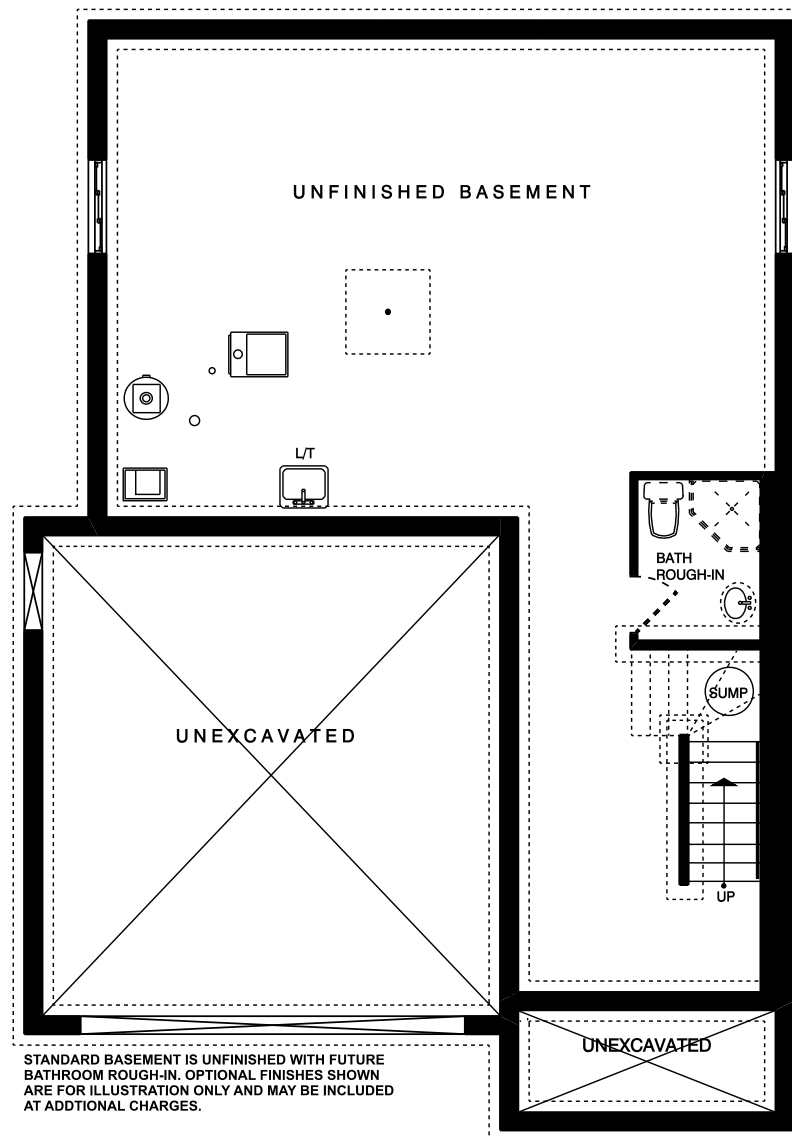 UNFINISHED BASEMENT
L/T
BATH
ROUGH-IN
SUMP
UNEXCAVATED
UP
UNEXCAVATED
STANDARD BASEMENT IS UNFINISHED WITH FUTURE
BATHROOM ROUGH-IN. OPTIONAL FINISHES SHOWN
ARE FOR ILLUSTRATION ONLY AND MAY BE INCLUDED
AT ADDTIONAL CHARGES.